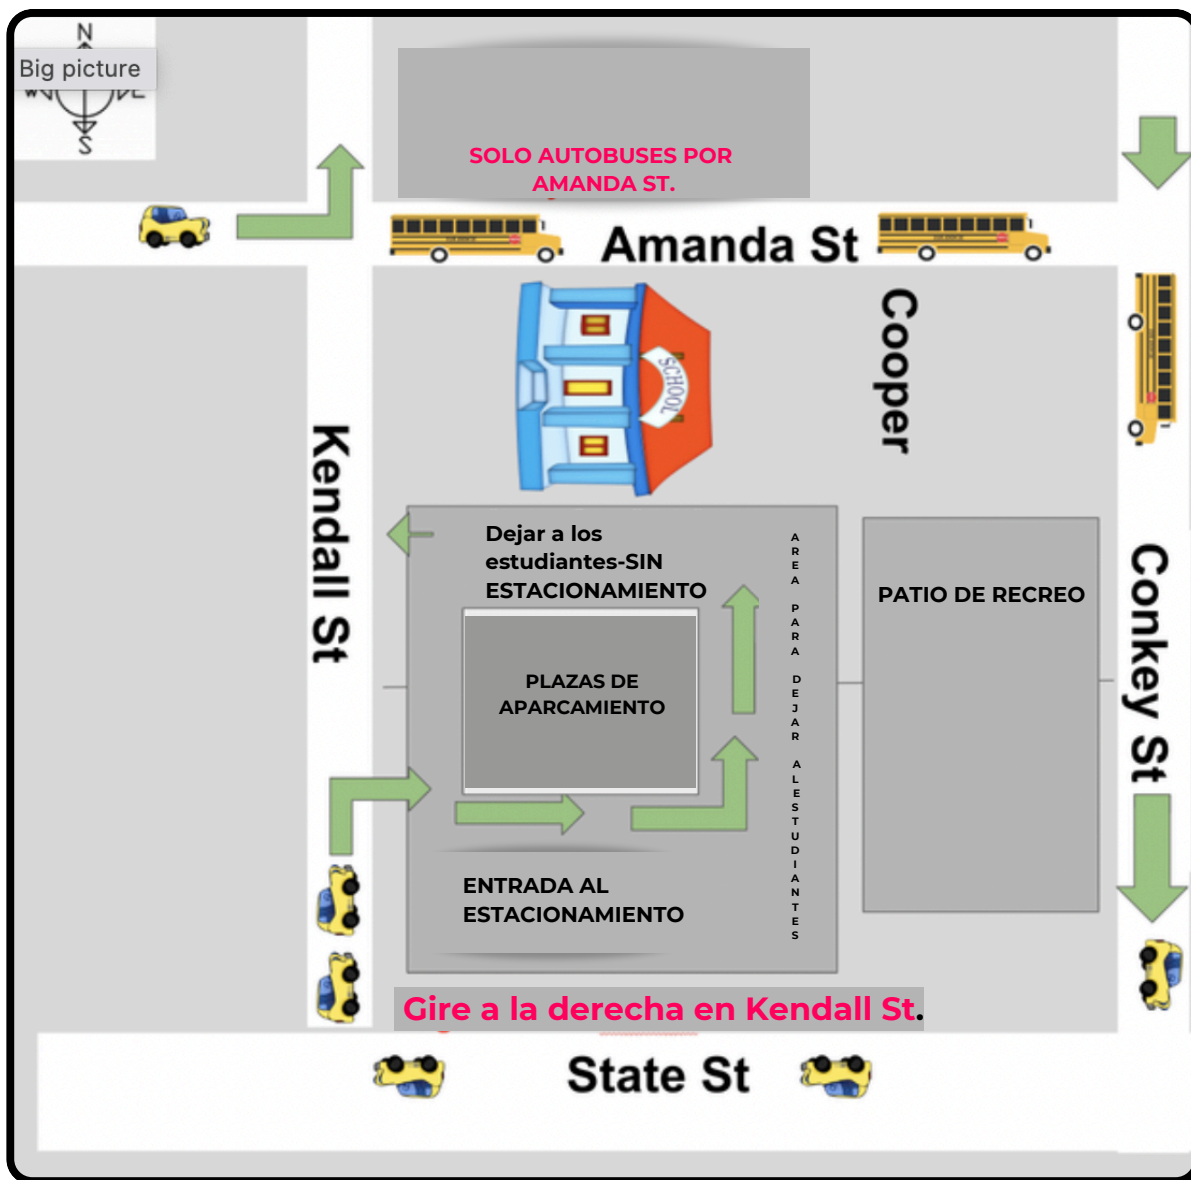 N
Big picture
W
E
S
SOLO AUTOBUSES POR
AMANDA ST.
Amanda St
SCHOOL
Cooper
Kendall St
Conkey St
Dejar a los
estudiantes-SIN
ESTACIONAMIENTO
AREA PARA DEJAR ALESTUDIANTES
PATIO DE RECREO
PLAZAS DE
APARCAMIENTO
ENTRADA AL
ESTACIONAMIENTO
Gire a la derecha en Kendall St.
State St